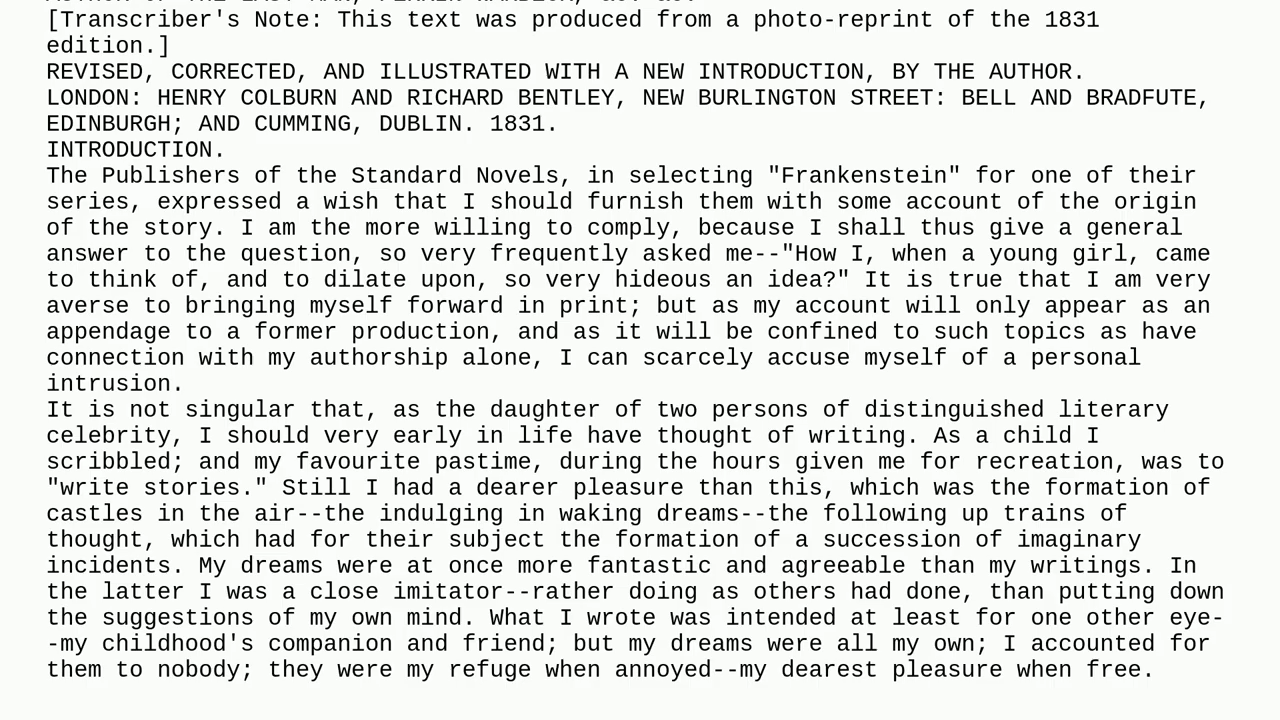 [Transcriber's Note: This text was produced from a photo-reprint of the 1831
edition.]
REVISED, CORRECTED, AND ILLUSTRATED WITH A NEW INTRODUCTION, BY THE AUTHOR.
LONDON: HENRY COLBURN AND RICHARD BENTLEY, NEW BURLINGTON STREET: BELL AND BRADFUTE,
EDINBURGH; AND CUMMING, DUBLIN. 1831.
INTRODUCTION.
The Publishers of the Standard Novels, in selecting "Frankenstein" for one of their
series, expressed a wish that I should furnish them with some account of the origin
of the story. I am the more willing to comply, because I shall thus give a general
answer to the question, so very frequently asked me--"How I, when a young girl, came
to think of, and to dilate upon, so very hideous an idea?" It is true that I am very
averse to bringing myself forward in print; but as my account will only appear as an
appendage to a former production, and as it will be confined to such topics as have
connection with my authorship alone, I can scarcely accuse myself of a personal
intrusion.
It is not singular that, as the daughter of two persons of distinguished literary
celebrity, I should very early in life have thought of writing. As a child I
scribbled; and my favourite pastime, during the hours given me for recreation, was to
"write stories." Still I had a dearer pleasure than this, which was the formation of
castles in the air--the indulging in waking dreams--the following up trains of
thought, which had for their subject the formation of a succession of imaginary
incidents. My dreams were at once more fantastic and agreeable than my writings. In
the latter I was a close imitator--rather doing as others had done, than putting down
the suggestions of my own mind. What I wrote was intended at least for one other eye-
-my childhood's companion and friend; but my dreams were all my own; I accounted for
them to nobody; they were my refuge when annoyed--my dearest pleasure when free.